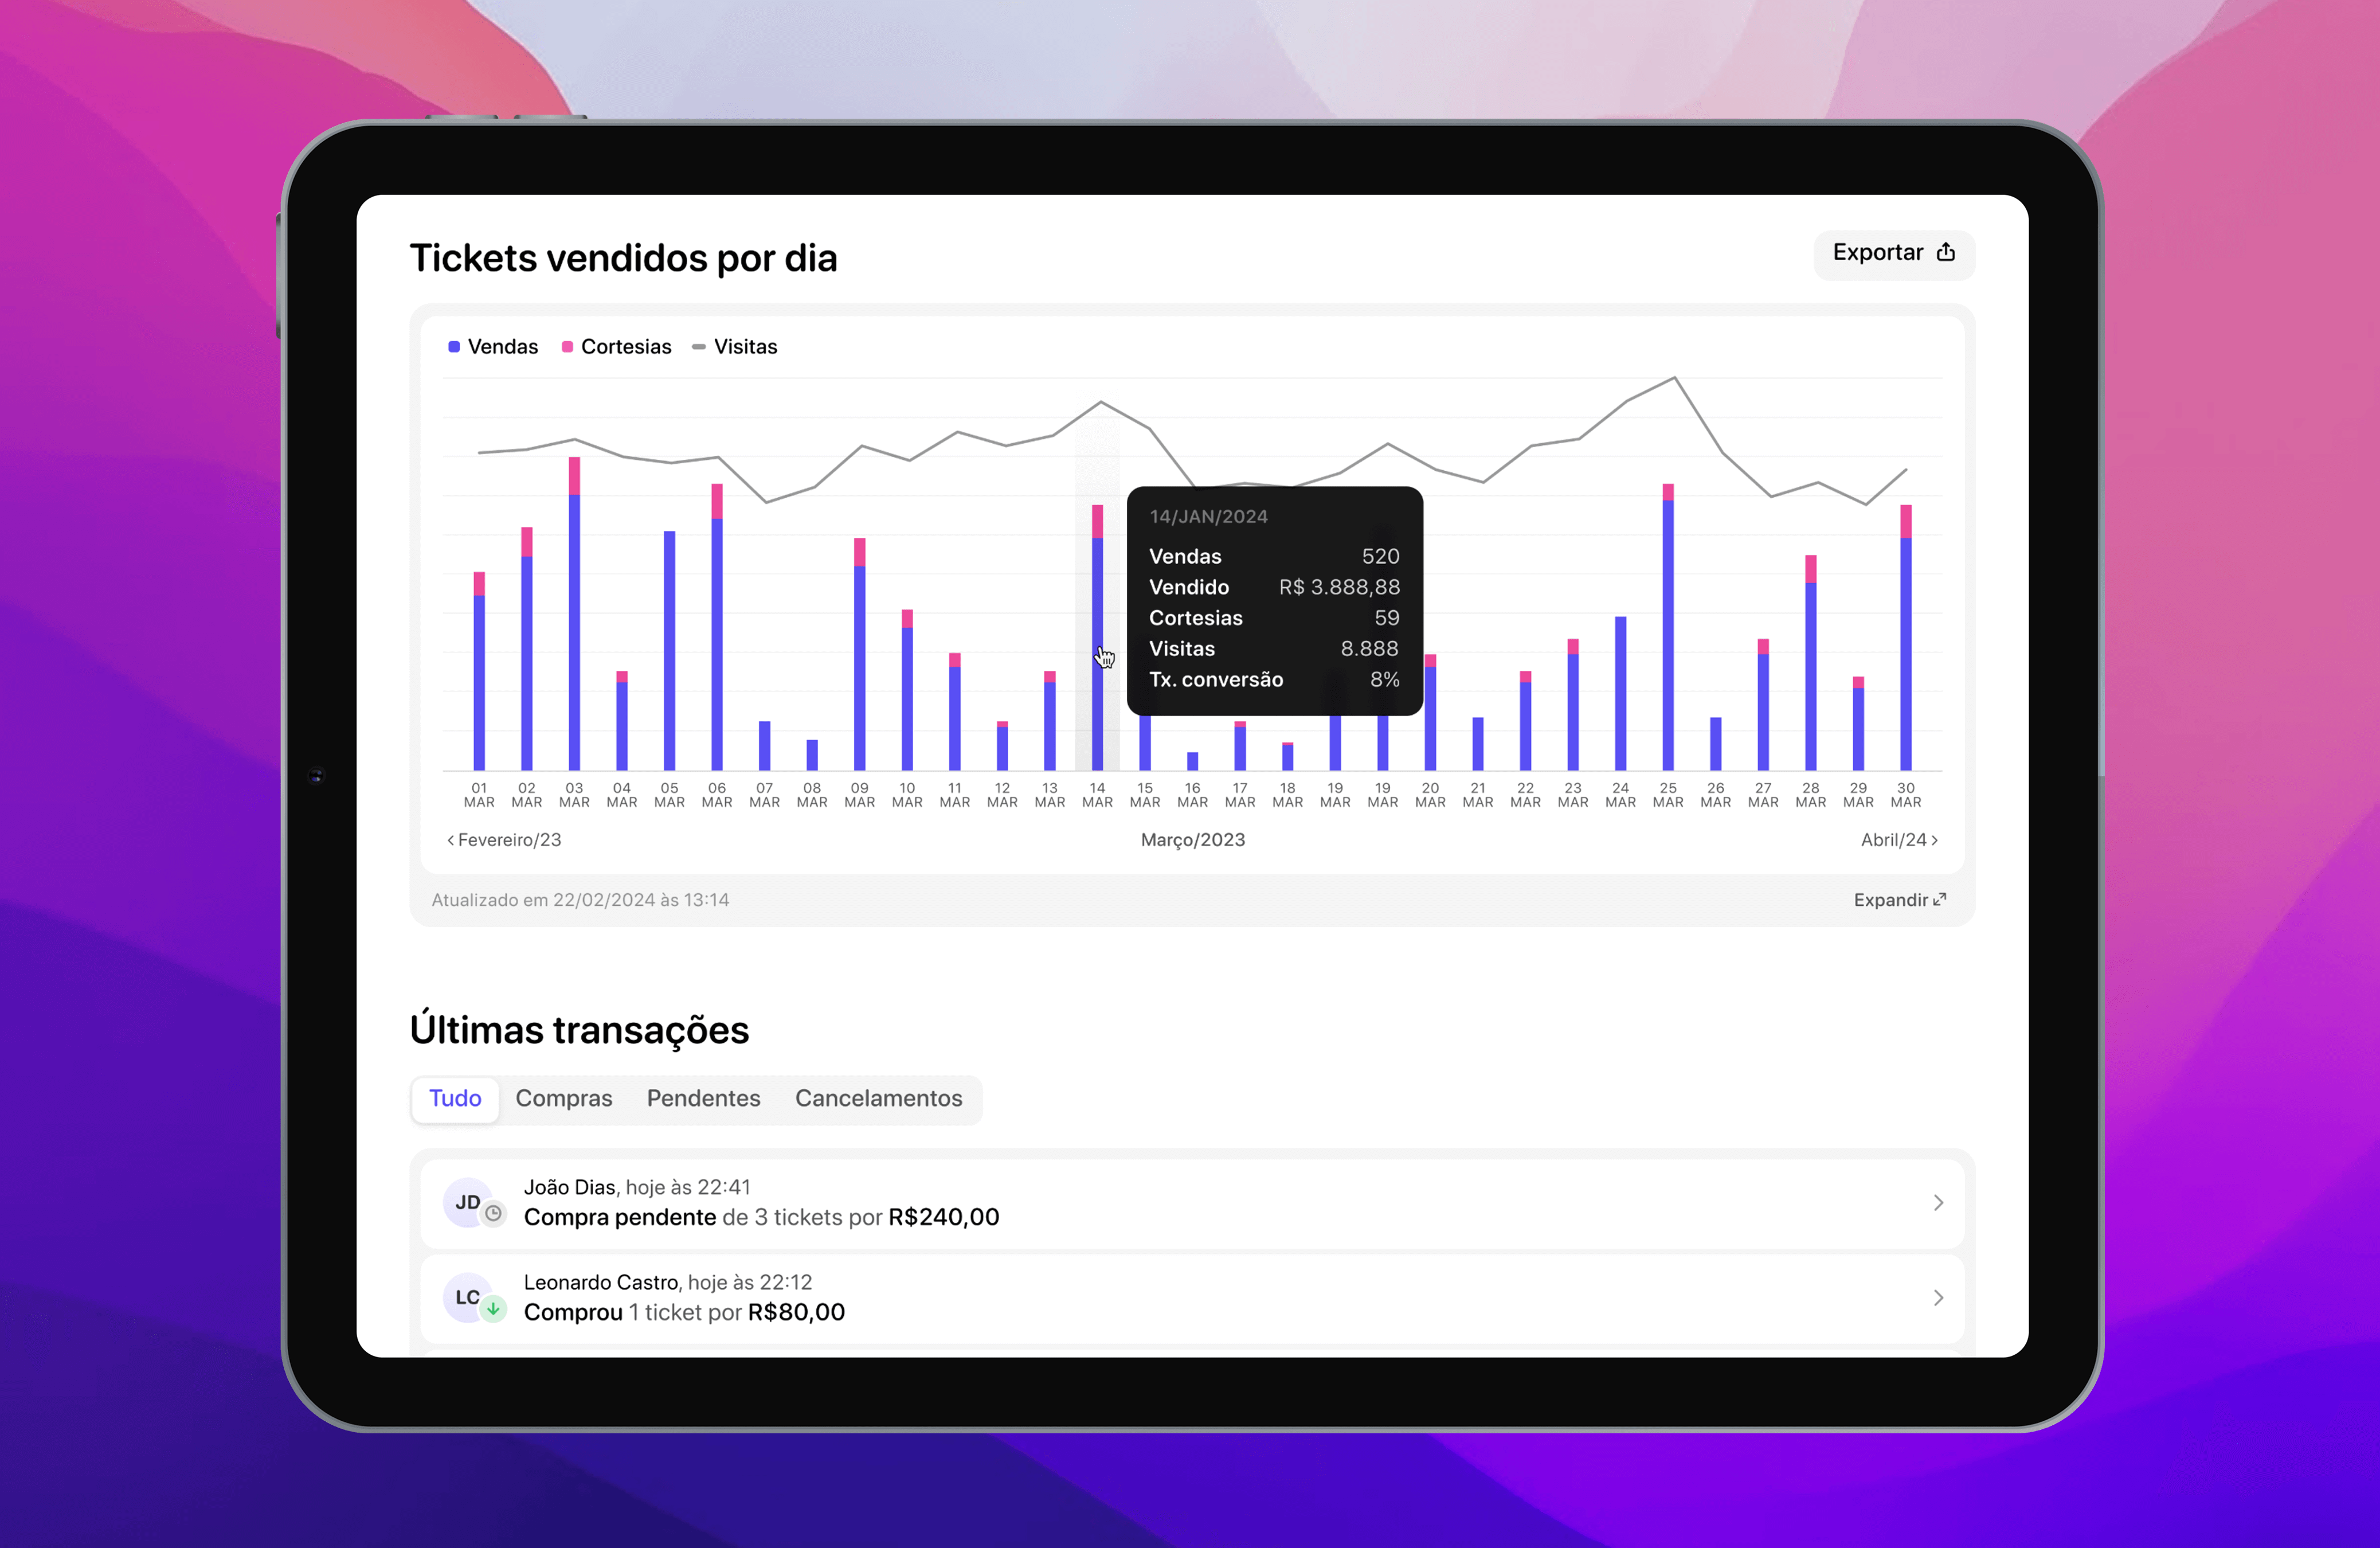 Tickets vendidos por dia
Exportar
Vendas Cortesias Visitas
14/JAN/2024
Vendas 520
Vendido R$ 3.888,88
Cortesias 59
Visitas 8.888
Tx. conversão 8%
01 02 03 04 05 06 07 08 09 10 11 12 13 14 15 16 17 18 19 19 20 21 22 23 24 25 26 27 28 29 30
MAR MAR MAR MAR MAR MAR MAR MAR MAR MAR MAR MAR MAR MAR MAR MAR MAR MAR MAR MAR MAR MAR MAR MAR MAR MAR MAR MAR MAR MAR MAR
Fevereiro/23 Março/2023 Abril/24
Atualizado em 22/02/2024 às 13:14 Expandir
Últimas transações
Tudo Compras Pendentes Cancelamentos
JD
João Dias, hoje às 22:41
Compra pendente de 3 tickets por R$240,00
LC
Leonardo Castro, hoje às 22:12
Comprou 1 ticket por R$80,00